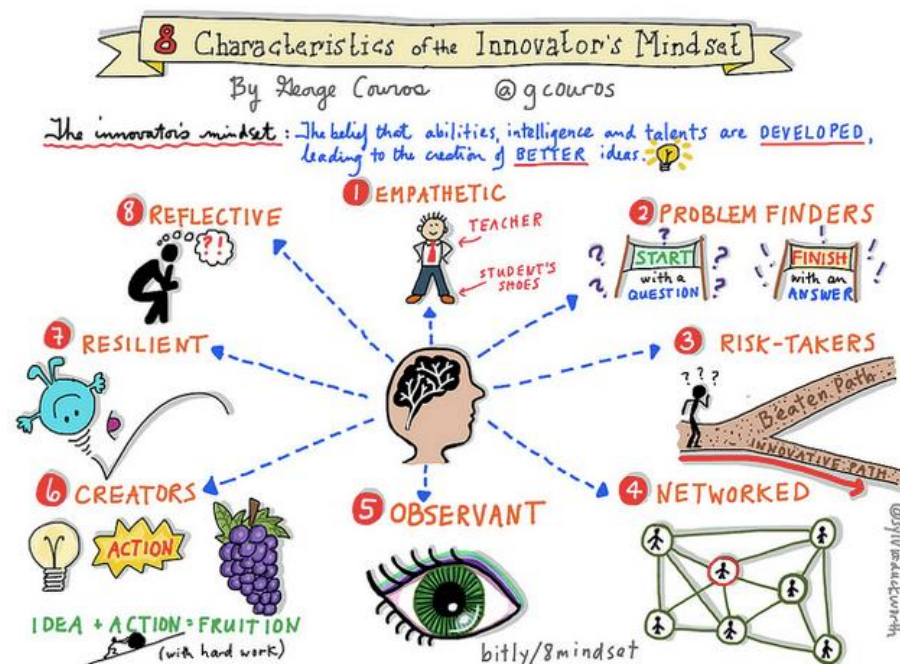 8 Characteristics of the Innovator's Mindset
By George Couros @gcouros
The innovator's mindset : The belief that abilities, intelligence and talents are DEVELOPED,
leading to the creation of BETTER ideas.
1 EMPATHETIC
TEACHER
STUDENT'S
SHOES
2 PROBLEM FINDERS
? ? ? ? ? ? ?
START
with a
QUESTION
! ! ! ! ! !
FINISH
with an
ANSWER
3 RISK-TAKERS
? ? ?
Beaten Path
INNOVATIVE PATH
4 NETWORKED
5 OBSERVANT
6 CREATORS
ACTION
IDEA + ACTION = FRUITION
(with hard work)
7 RESILIENT
8 REFLECTIVE
?!
bitly/8mindset
@sylviaduckworth